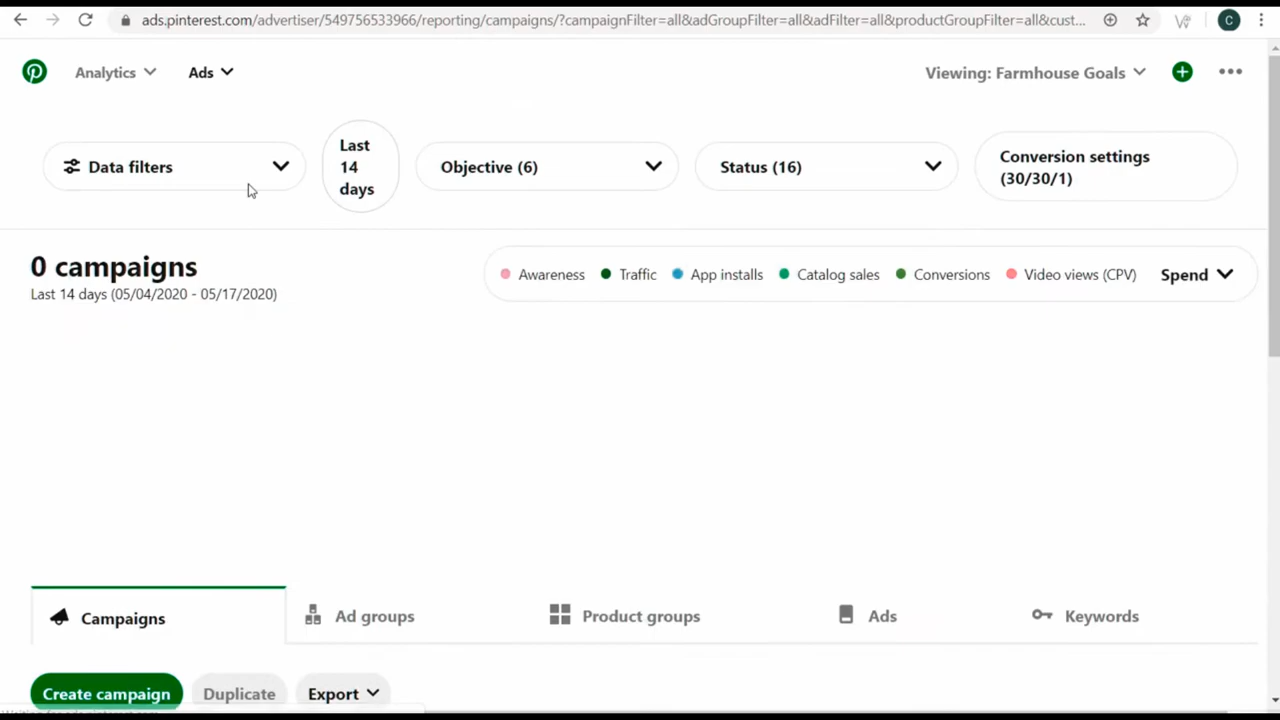 ads.pinterest.com/advertiser/549756533966/reporting/campaigns/?campaignFilter=all&adGroupFilter=all&adFilter=all&productGroupFilter=all&cust...
C
Analytics
Ads
Viewing: Farmhouse Goals
Data filters
Last
14
days
Objective (6)
Status (16)
Conversion settings
(30/30/1)
0 campaigns
Last 14 days (05/04/2020 - 05/17/2020)
Awareness
Traffic
App installs
Catalog sales
Conversions
Video views (CPV)
Spend
Campaigns
Ad groups
Product groups
Ads
Keywords
Create campaign
Duplicate
Export